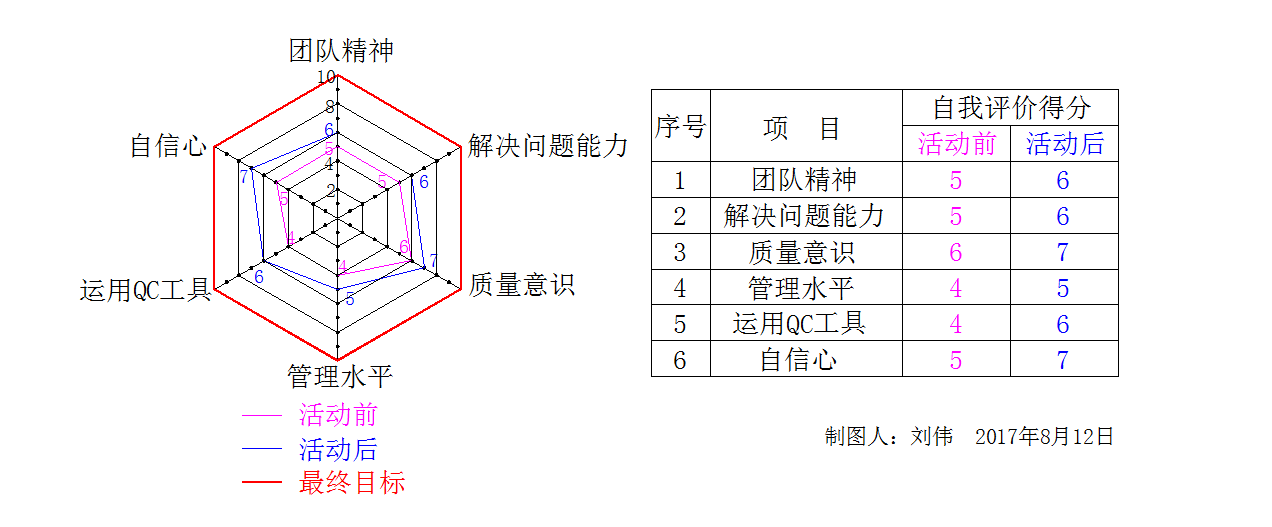 团队精神
10
8
6
5
4
2
自信心
解决问题能力
7
5
5
6
4
6
7
6
4
5
运用QC工具
质量意识
管理水平
活动前
活动后
最终目标
序号 项 目 自我评价得分
活动前 活动后
1 团队精神 5 6
2 解决问题能力 5 6
3 质量意识 6 7
4 管理水平 4 5
5 运用QC工具 4 6
6 自信心 5 7
制图人：刘伟 2017年8月12日